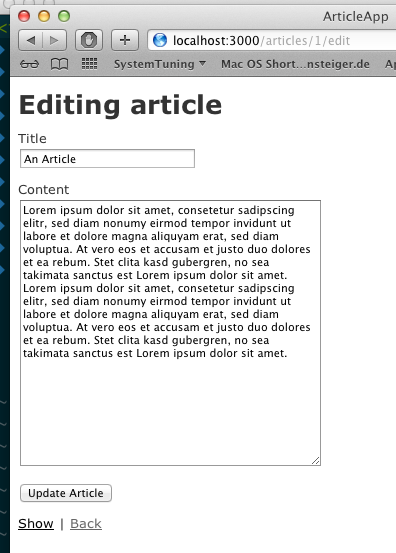 ArticleApp
localhost:3000/articles/1/edit
SystemTuning Mac OS Short...nsteiger.de Ap
Editing article
Title
An Article
Content
Lorem ipsum dolor sit amet, consetetur sadipscing
elitr, sed diam nonumy eirmod tempor invidunt ut
labore et dolore magna aliquyam erat, sed diam
voluptua. At vero eos et accusam et justo duo dolores
et ea rebum. Stet clita kasd gubergren, no sea
takimata sanctus est Lorem ipsum dolor sit amet.
Lorem ipsum dolor sit amet, consetetur sadipscing
elitr, sed diam nonumy eirmod tempor invidunt ut
labore et dolore magna aliquyam erat, sed diam
voluptua. At vero eos et accusam et justo duo dolores
et ea rebum. Stet clita kasd gubergren, no sea
takimata sanctus est Lorem ipsum dolor sit amet.
Update Article
Show | Back